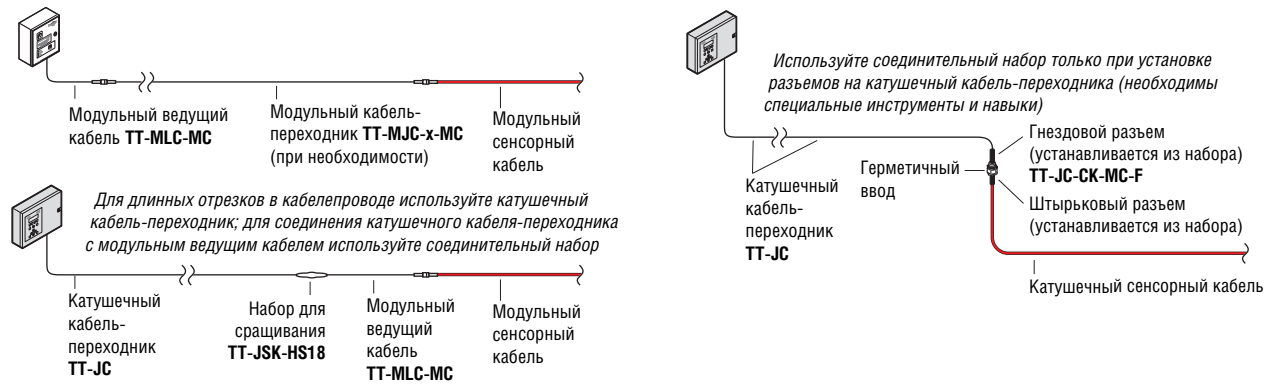 Модульный ведущий
кабель TT-MLC-MC
Модульный кабель-
переходник TT-MJC-x-MC
(при необходимости)
Модульный
сенсорный
кабель
Для длинных отрезков в кабелепроводе используйте катушечный
кабель-переходник; для соединения катушечного кабеля-переходника
с модульным ведущим кабелем используйте соединительный набор
Катушечный
кабель-
переходник
TT-JC
Набор для
сращивания
TT-JSK-HS18
Модульный
ведущий
кабель
TT-MLC-MC
Модульный
сенсорный
кабель
Используйте соединительный набор только при установке
разъемов на катушечный кабель-переходника (необходимы
специальные инструменты и навыки)
Катушечный
кабель-
переходник
TT-JC
Герметичный
ввод
Гнездовой разъем
(устанавливается из набора)
TT-JC-CK-MC-F
Штырьковый разъем
(устанавливается из набора)
Катушечный сенсорный кабель